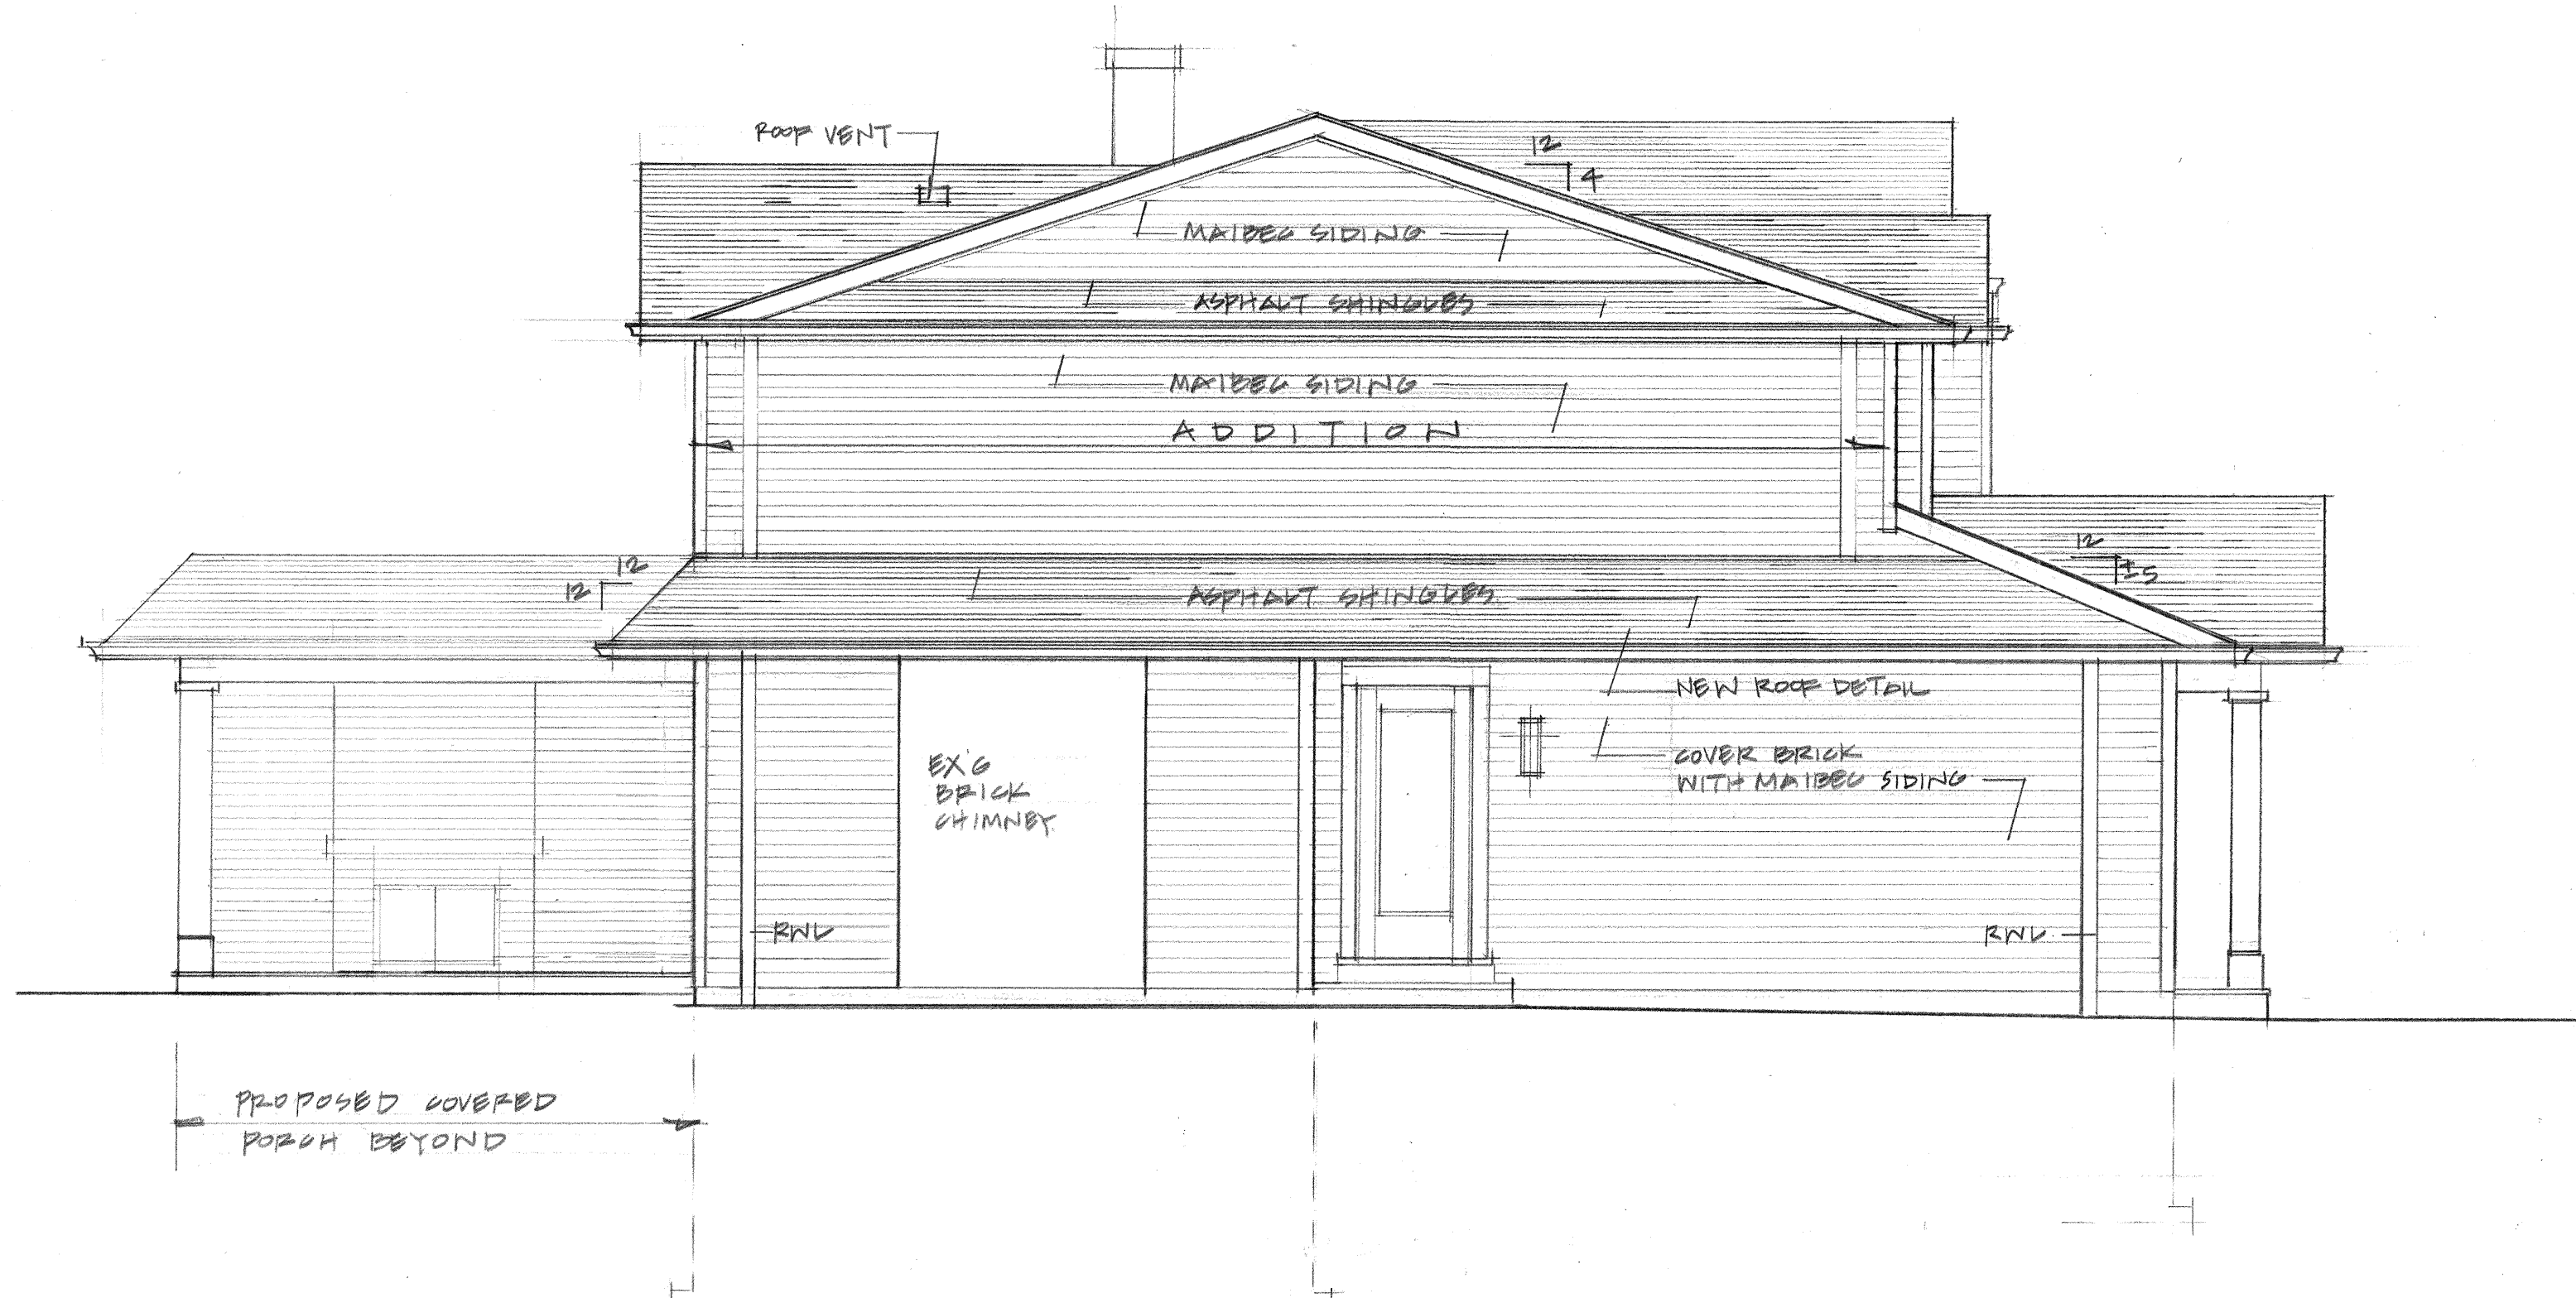 ROOF VENT
12
4
MAIBEC SIDING
ASPHALT SHINGLES
MAIBEC SIDING
ADDITION
12
12
ASPHALT SHINGLES
12
±5
NEW ROOF DETAIL
COVER BRICK
WITH MAIBEC SIDING
EX'G
BRICK
CHIMNEY
RWL
RWL
PROPOSED COVERED
PORCH BEYOND